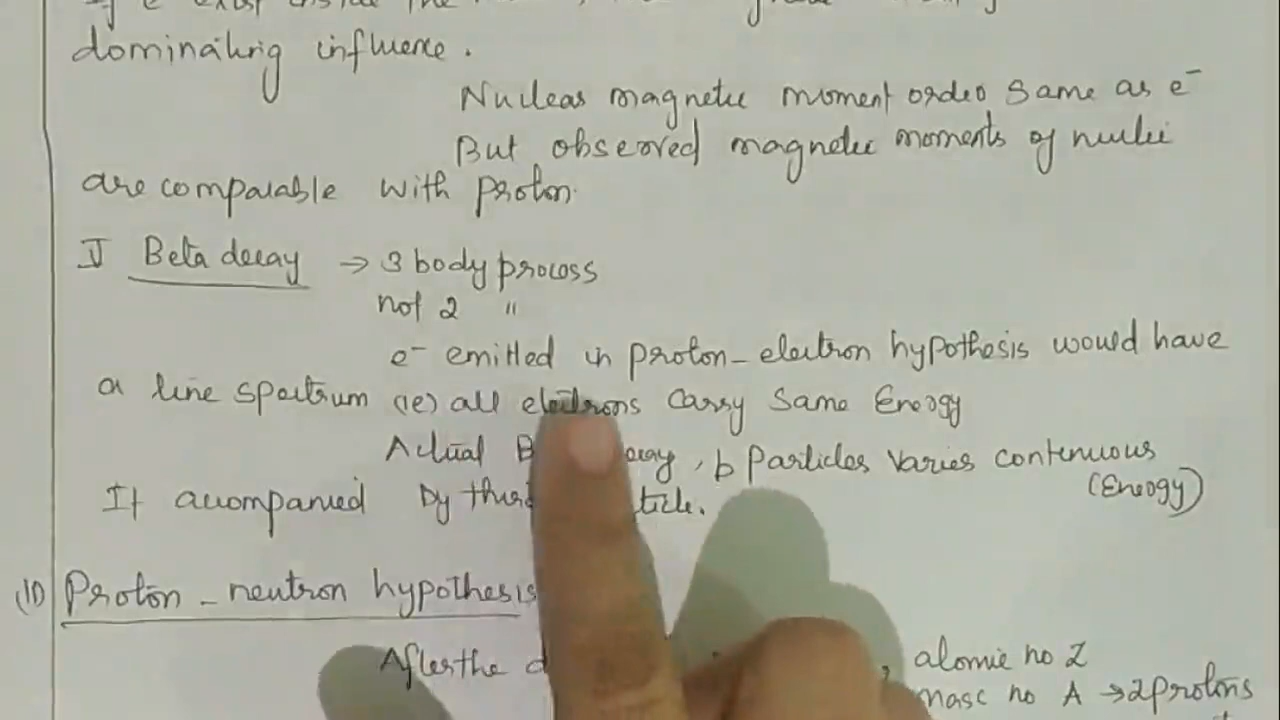 dominating influence.
Nuclear magnetic moment order same as e⁻
But observed magnetic moments of nuclei
are comparable with proton.
V Beta decay → 3 body process
not 2 "
e⁻ emitted in proton-electron hypothesis would have
a line spectrum (ie) all electrons carry same Energy
Actual B , b particles varies continuous
(Energy)
It accompanied by
(ii) Proton - neutron hypothesis
After the , atomic no Z
mass no A → Z protons